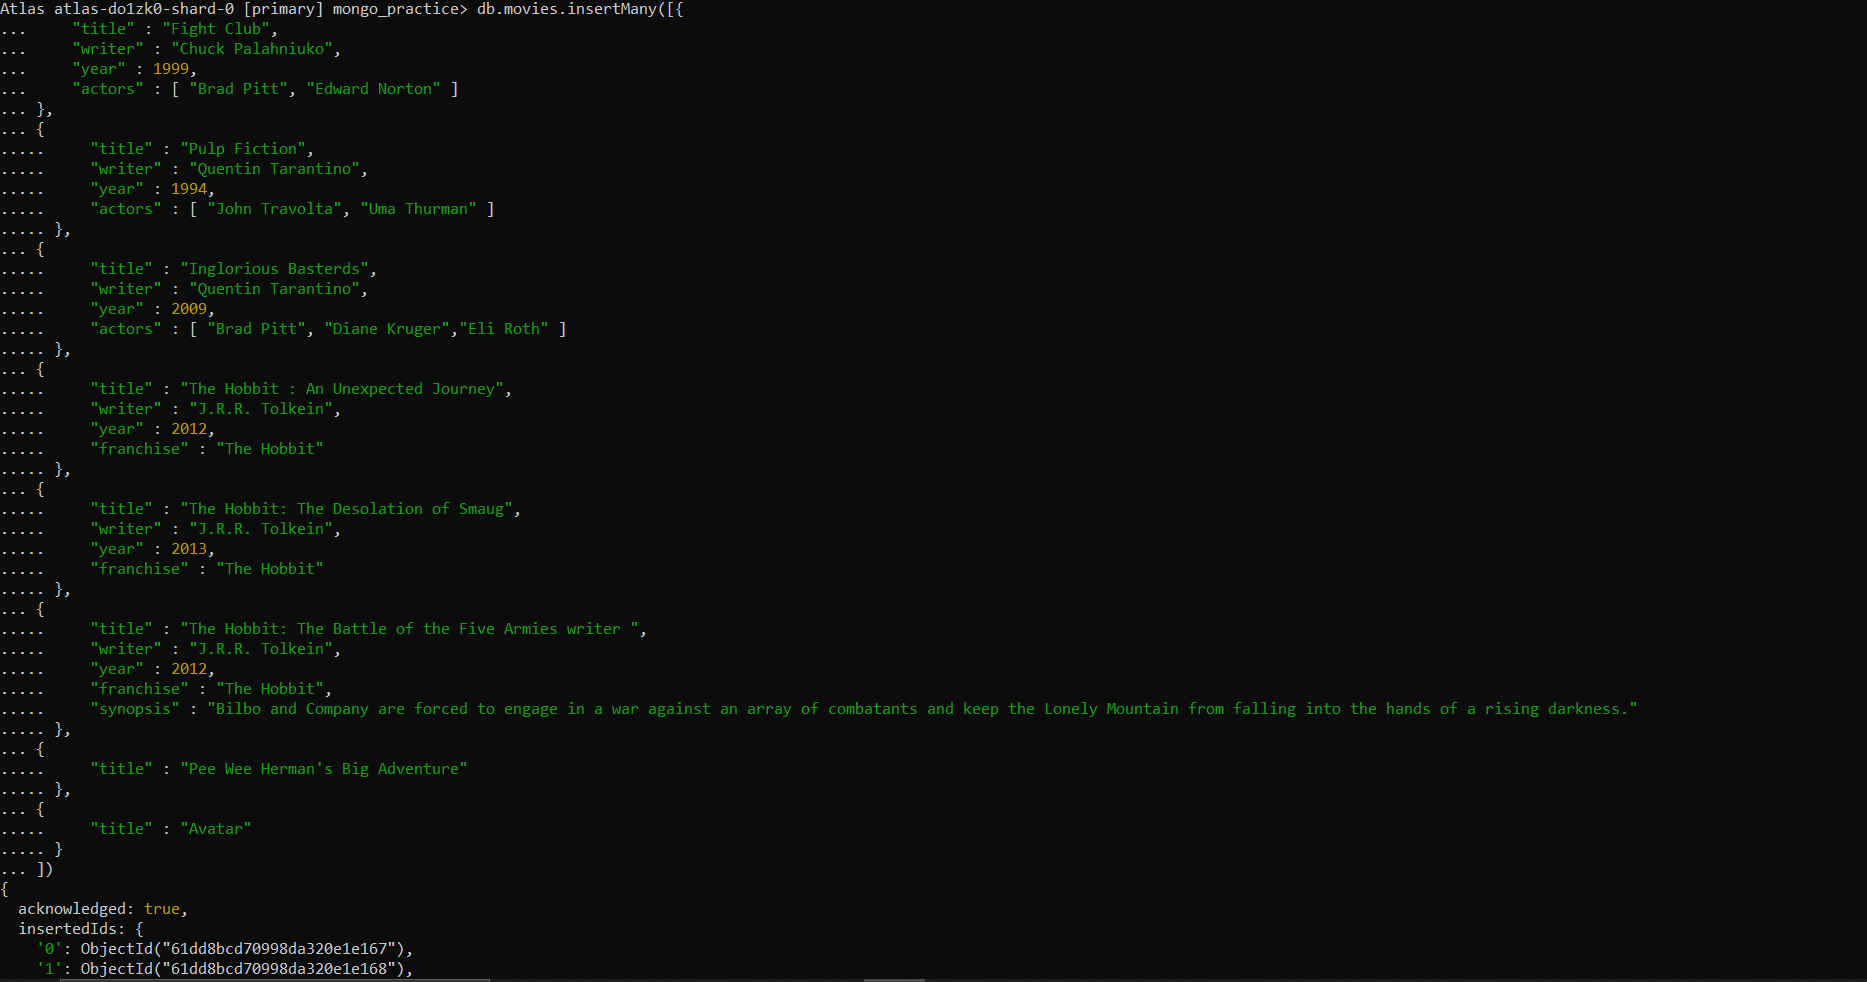 Atlas atlas-do1zk0-shard-0 [primary] mongo_practice> db.movies.insertMany([{
...     "title" : "Fight Club",
...     "writer" : "Chuck Palahniuko",
...     "year" : 1999,
...     "actors" : [ "Brad Pitt", "Edward Norton" ]
... },
... {
.....     "title" : "Pulp Fiction",
.....     "writer" : "Quentin Tarantino",
.....     "year" : 1994,
.....     "actors" : [ "John Travolta", "Uma Thurman" ]
..... },
... {
.....     "title" : "Inglorious Basterds",
.....     "writer" : "Quentin Tarantino",
.....     "year" : 2009,
.....     "actors" : [ "Brad Pitt", "Diane Kruger","Eli Roth" ]
..... },
... {
.....     "title" : "The Hobbit : An Unexpected Journey",
.....     "writer" : "J.R.R. Tolkein",
.....     "year" : 2012,
.....     "franchise" : "The Hobbit"
..... },
... {
.....     "title" : "The Hobbit: The Desolation of Smaug",
.....     "writer" : "J.R.R. Tolkein",
.....     "year" : 2013,
.....     "franchise" : "The Hobbit"
..... },
... {
.....     "title" : "The Hobbit: The Battle of the Five Armies writer ",
.....     "writer" : "J.R.R. Tolkein",
.....     "year" : 2012,
.....     "franchise" : "The Hobbit",
.....     "synopsis" : "Bilbo and Company are forced to engage in a war against an array of combatants and keep the Lonely Mountain from falling into the hands of a rising darkness."
..... },
... {
.....     "title" : "Pee Wee Herman's Big Adventure"
..... },
... {
.....     "title" : "Avatar"
..... }
... ])
{
  acknowledged: true,
  insertedIds: {
    '0': ObjectId("61dd8bcd70998da320e1e167"),
    '1': ObjectId("61dd8bcd70998da320e1e168"),